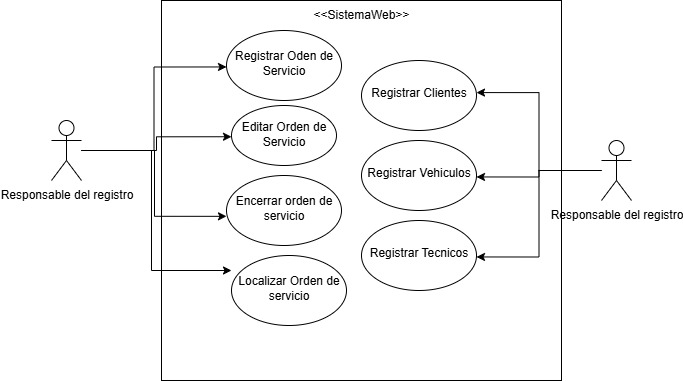 <<SistemaWeb>>
Registrar Oden de
Servicio
Editar Orden de
Servicio
Encerrar orden de
servicio
Localizar Orden de
servicio
Registrar Clientes
Registrar Vehiculos
Registrar Tecnicos
Responsable del registro
Responsable del registro